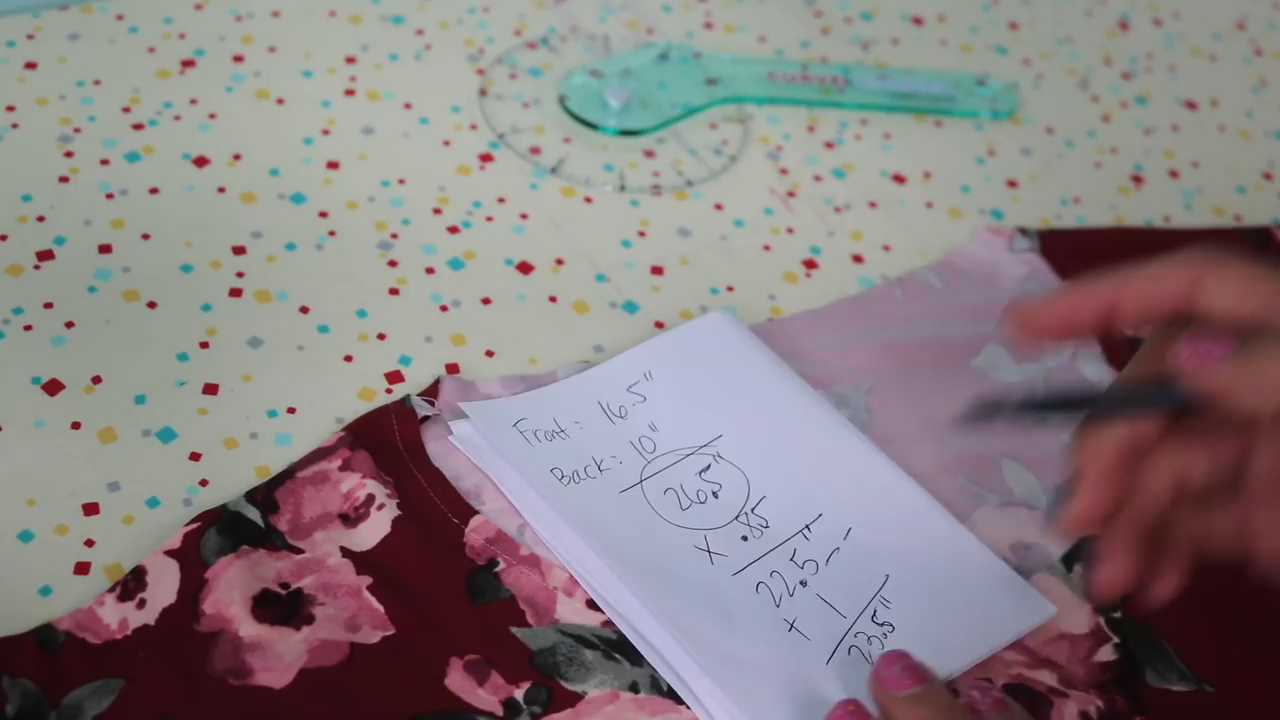 Front: 16.5"
Back: 10"
26.5"
x .85
22.5"--
+ 1
23.5"